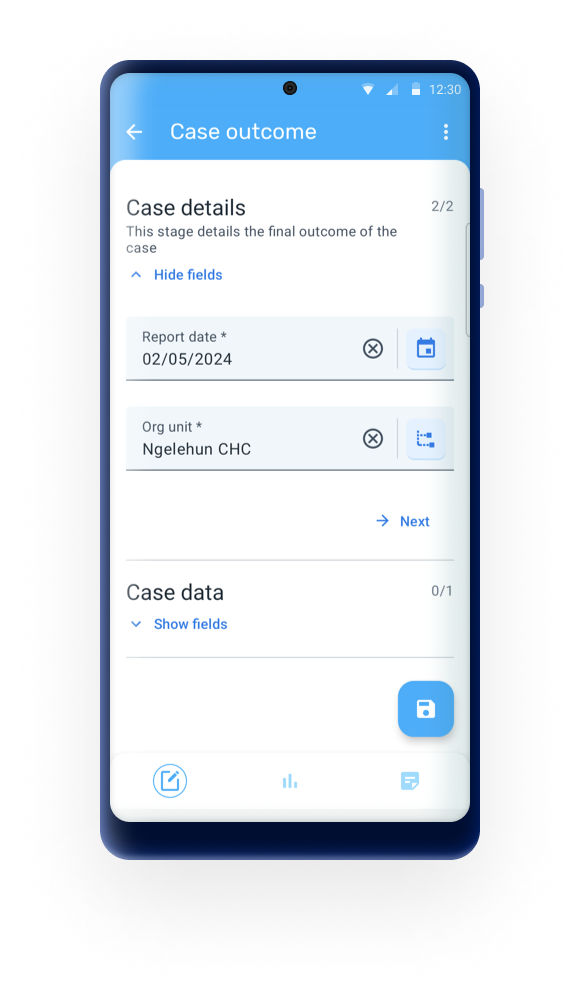 12:30
Case outcome
Case details
2/2
This stage details the final outcome of the
case
Hide fields
Report date *
02/05/2024
Org unit *
Ngelehun CHC
Next
Case data
0/1
Show fields